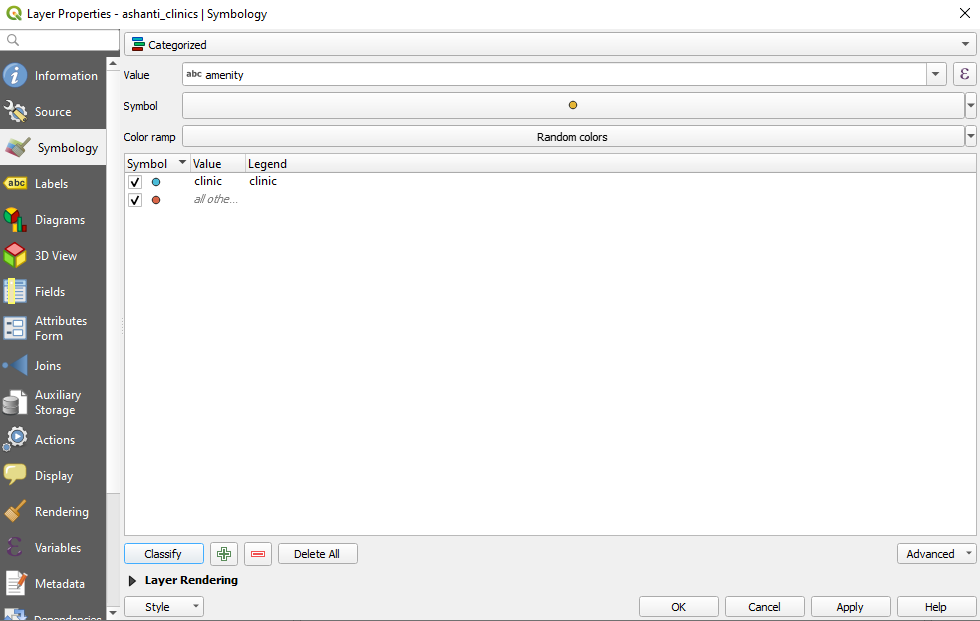 Layer Properties - ashanti_clinics | Symbology
Categorized
Information
Value
abc amenity
ε
Source
Symbol
Symbology
Color ramp
Random colors
Symbol Value Legend
abc Labels
clinic clinic
Diagrams
all othe...
3D View
Fields
Attributes
Form
Joins
Auxiliary
Storage
Actions
Display
Rendering
ε Variables
Metadata
Dependencies
Classify
Delete All
Advanced
Layer Rendering
Style
OK
Cancel
Apply
Help